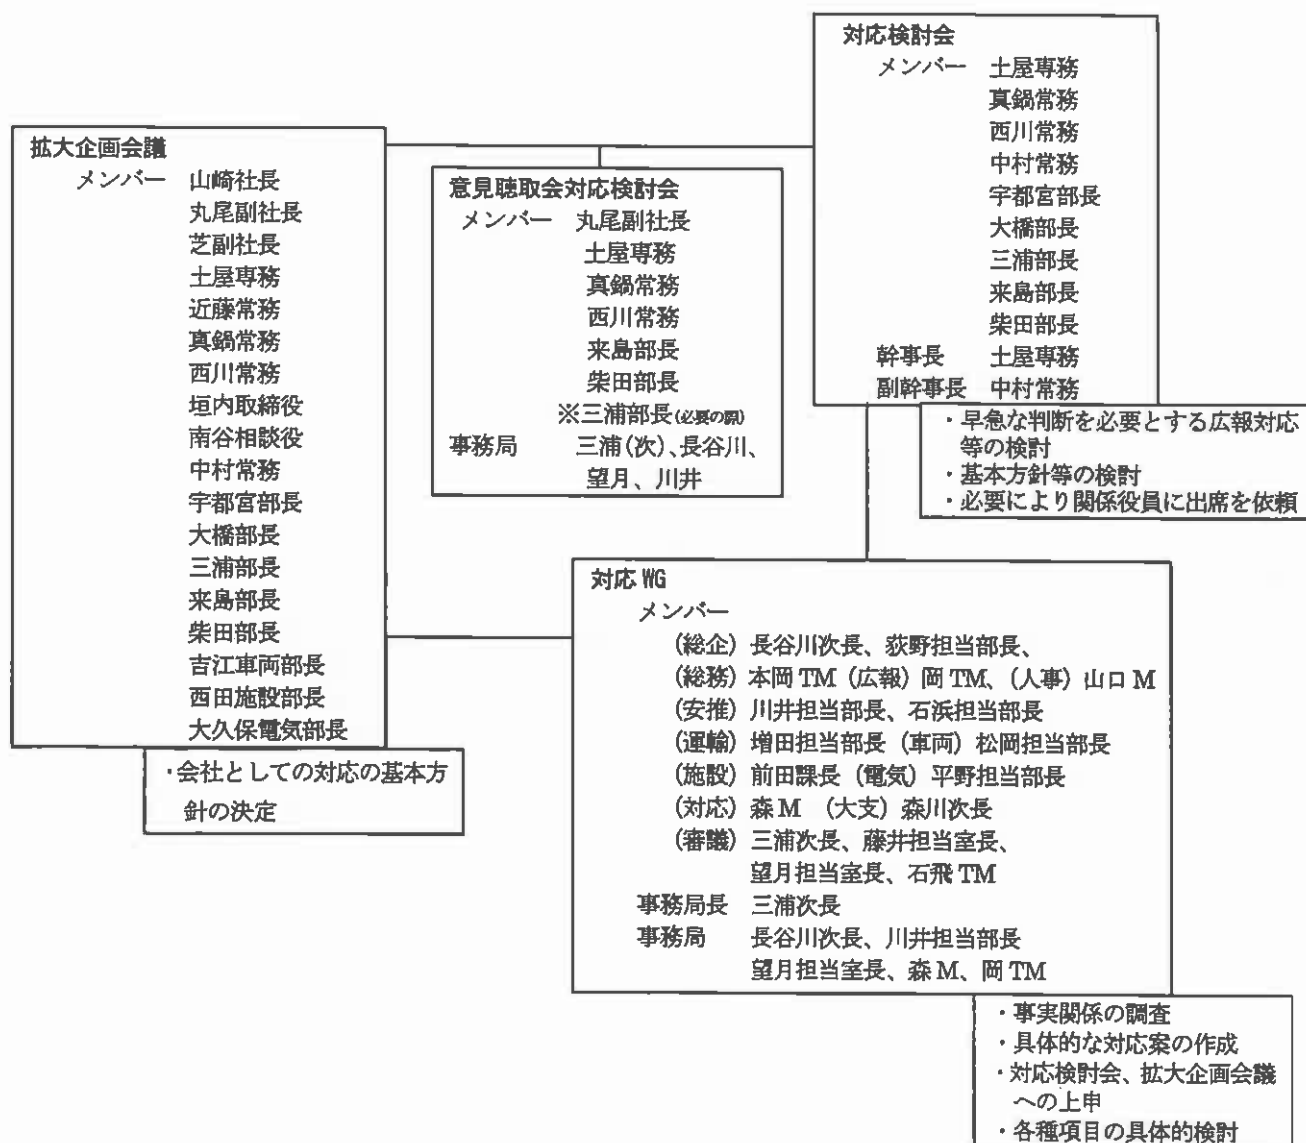 拡大企画会議
メンバー 山崎社長
丸尾副社長
芝副社長
土屋専務
近藤常務
真鍋常務
西川常務
垣内取締役
南谷相談役
中村常務
宇都宮部長
大橋部長
三浦部長
来島部長
柴田部長
吉江車両部長
西田施設部長
大久保電気部長
・会社としての対応の基本方
針の決定
意見聴取会対応検討会
メンバー 丸尾副社長
土屋専務
真鍋常務
西川常務
来島部長
柴田部長
※三浦部長(必要の際)
事務局 三浦(次)、長谷川、
望月、川井
対応検討会
メンバー 土屋専務
真鍋常務
西川常務
中村常務
宇都宮部長
大橋部長
三浦部長
来島部長
柴田部長
幹事長 土屋専務
副幹事長 中村常務
・早急な判断を必要とする広報対応
等の検討
・基本方針等の検討
・必要により関係役員に出席を依頼
対応 WG
メンバー
(総企) 長谷川次長、荻野担当部長、
(総務) 本岡 TM (広報) 岡 TM、(人事) 山口 M
(安推) 川井担当部長、石浜担当部長
(運輸) 増田担当部長 (車両) 松岡担当部長
(施設) 前田課長 (電気) 平野担当部長
(対応) 森 M (大支) 森川次長
(審議) 三浦次長、藤井担当室長、
望月担当室長、石飛 TM
事務局長 三浦次長
事務局 長谷川次長、川井担当部長
望月担当室長、森 M、岡 TM
・事実関係の調査
・具体的な対応案の作成
・対応検討会、拡大企画会議
への上申
・各種項目の具体的検討